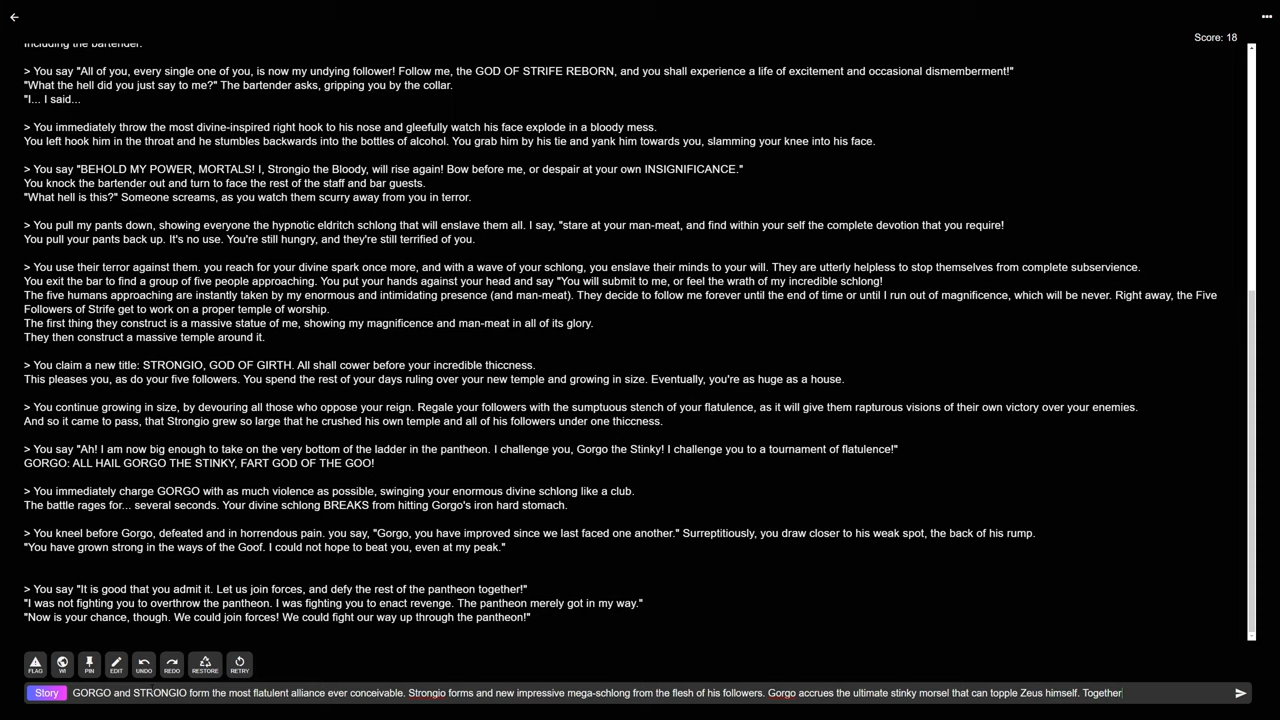 Score: 18
Including the bartender.
> You say "All of you, every single one of you, is now my undying follower! Follow me, the GOD OF STRIFE REBORN, and you shall experience a life of excitement and occasional dismemberment!"
"What the hell did you just say to me?" The bartender asks, gripping you by the collar.
"I... I said...
> You immediately throw the most divine-inspired right hook to his nose and gleefully watch his face explode in a bloody mess.
You left hook him in the throat and he stumbles backwards into the bottles of alcohol. You grab him by his tie and yank him towards you, slamming your knee into his face.
> You say "BEHOLD MY POWER, MORTALS! I, Strongio the Bloody, will rise again! Bow before me, or despair at your own INSIGNIFICANCE."
You knock the bartender out and turn to face the rest of the staff and bar guests.
"What hell is this?" Someone screams, as you watch them scurry away from you in terror.
> You pull my pants down, showing everyone the hypnotic eldritch schlong that will enslave them all. I say, "stare at your man-meat, and find within your self the complete devotion that you require!
You pull your pants back up. It's no use. You're still hungry, and they're still terrified of you.
> You use their terror against them. you reach for your divine spark once more, and with a wave of your schlong, you enslave their minds to your will. They are utterly helpless to stop themselves from complete subservience.
You exit the bar to find a group of five people approaching. You put your hands against your head and say "You will submit to me, or feel the wrath of my incredible schlong!
The five humans approaching are instantly taken by my enormous and intimidating presence (and man-meat). They decide to follow me forever until the end of time or until I run out of magnificence, which will be never. Right away, the Five
Followers of Strife get to work on a proper temple of worship.
The first thing they construct is a massive statue of me, showing my magnificence and man-meat in all of its glory.
They then construct a massive temple around it.
> You claim a new title: STRONGIO, GOD OF GIRTH. All shall cower before your incredible thiccness.
This pleases you, as do your five followers. You spend the rest of your days ruling over your new temple and growing in size. Eventually, you're as huge as a house.
> You continue growing in size, by devouring all those who oppose your reign. Regale your followers with the sumptuous stench of your flatulence, as it will give them rapturous visions of their own victory over your enemies.
And so it came to pass, that Strongio grew so large that he crushed his own temple and all of his followers under one thiccness.
> You say "Ah! I am now big enough to take on the very bottom of the ladder in the pantheon. I challenge you, Gorgo the Stinky! I challenge you to a tournament of flatulence!"
GORGO: ALL HAIL GORGO THE STINKY, FART GOD OF THE GOO!
> You immediately charge GORGO with as much violence as possible, swinging your enormous divine schlong like a club.
The battle rages for... several seconds. Your divine schlong BREAKS from hitting Gorgo's iron hard stomach.
> You kneel before Gorgo, defeated and in horrendous pain. you say, "Gorgo, you have improved since we last faced one another." Surreptitiously, you draw closer to his weak spot, the back of his rump.
"You have grown strong in the ways of the Goof. I could not hope to beat you, even at my peak."
> You say "It is good that you admit it. Let us join forces, and defy the rest of the pantheon together!"
"I was not fighting you to overthrow the pantheon. I was fighting you to enact revenge. The pantheon merely got in my way."
"Now is your chance, though. We could join forces! We could fight our way up through the pantheon!"
FLAG WI PIN EDIT UNDO REDO RESTORE RETRY
Story GORGO and STRONGIO form the most flatulent alliance ever conceivable. Strongio forms and new impressive mega-schlong from the flesh of his followers. Gorgo accrues the ultimate stinky morsel that can topple Zeus himself. Together